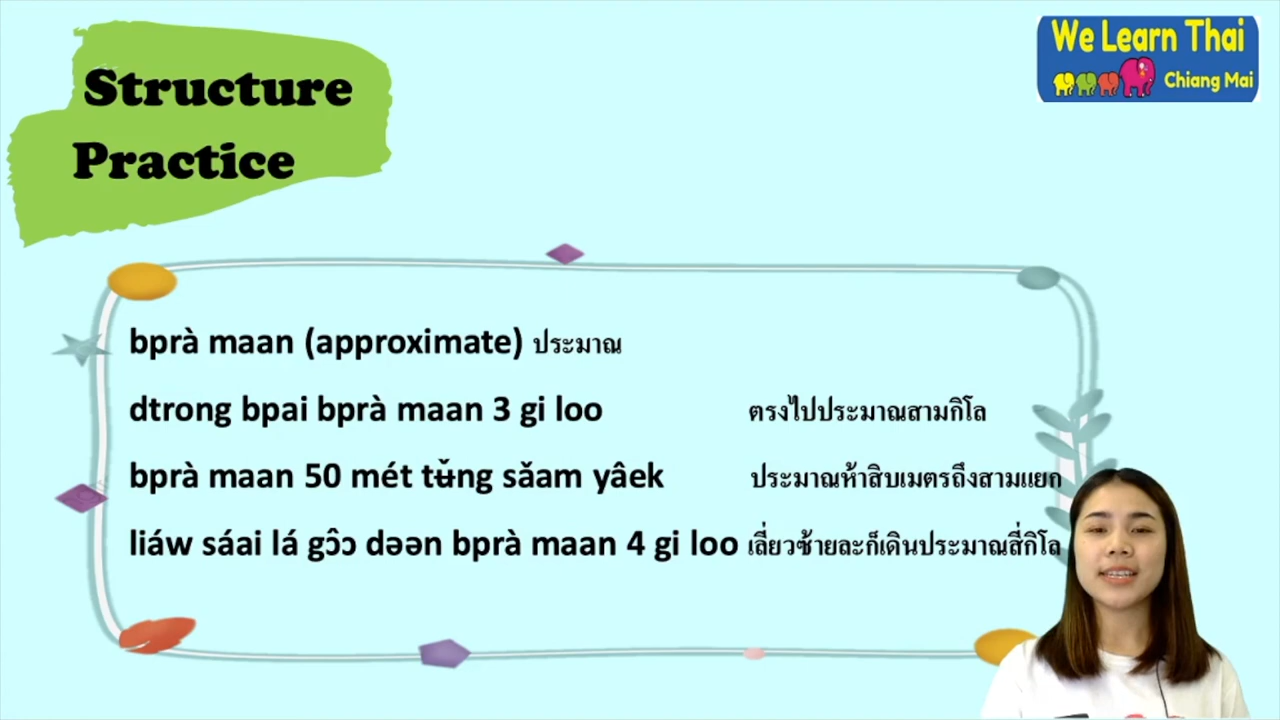 Structure
Practice
We Learn Thai
Chiang Mai
bprà maan (approximate) ประมาณ
dtrong bpai bprà maan 3 gi loo ตรงไปประมาณสามกิโล
bprà maan 50 mét tʉ̌ng sǎam yâek ประมาณห้าสิบเมตรถึงสามแยก
liáw sáai lá gɔ̂ɔ dəən bprà maan 4 gi loo เลี่ยวซ้ายละก็เดินประมาณสี่กิโล